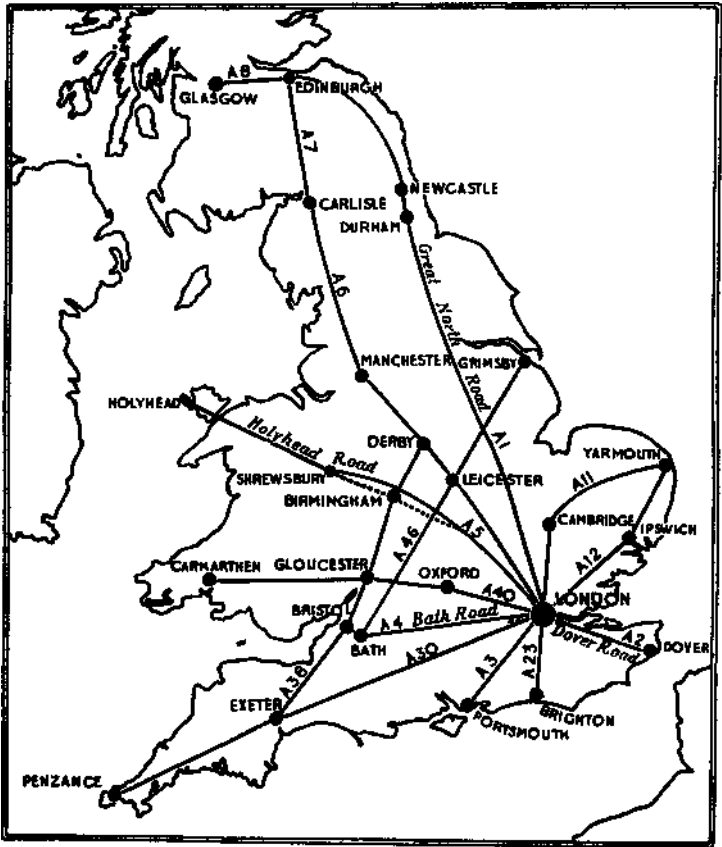 A8
GLASGOW
EDINBURGH
A7
NEWCASTLE
CARLISLE
DURHAM
Great North Road
A6
MANCHESTER
GRIMSBY
HOLYHEAD
Holyhead Road
DERBY
A1
YARMOUTH
SHREWSBURY
LEICESTER
A11
BIRMINGHAM
A5
CAMBRIDGE
IPSWICH
A46
A12
CARMARTHEN
GLOUCESTER
OXFORD
A40
LONDON
BRISTOL
A4 Bath Road
A2
Dover Road
DOVER
BATH
A30
A3
A23
A38
EXETER
BRIGHTON
PORTSMOUTH
PENZANCE